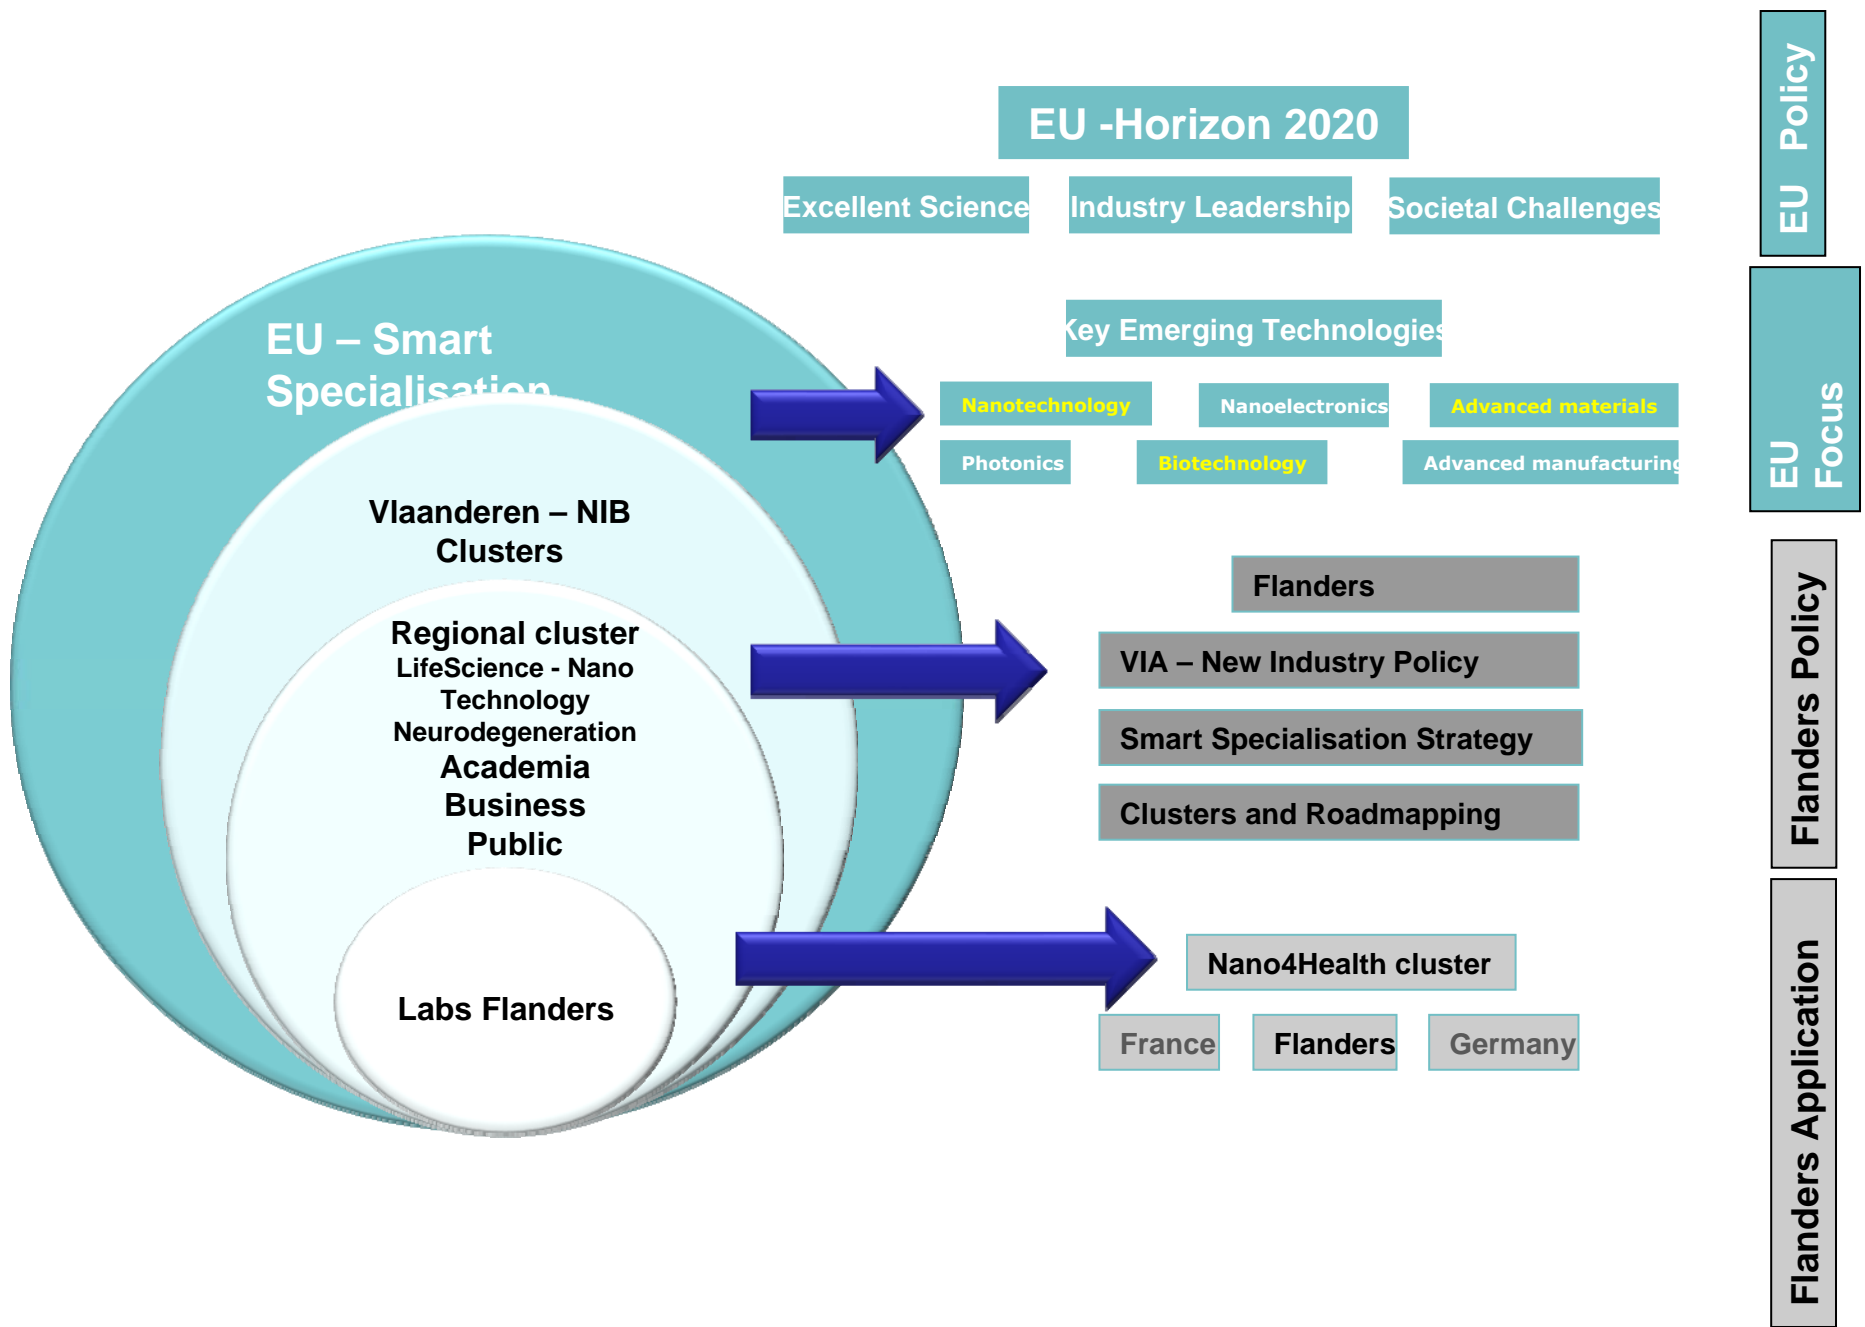 EU -Horizon 2020
Excellent Science
Industry Leadership
Societal Challenges
EU Policy
EU – Smart
Specialisation
Key Emerging Technologies
Nanotechnology
Nanoelectronics
Advanced materials
Photonics
Biotechnology
Advanced manufacturing
EU
Focus
Vlaanderen – NIB
Clusters
Regional cluster
LifeScience - Nano
Technology
Neurodegeneration
Academia
Business
Public
Labs Flanders
Flanders
VIA – New Industry Policy
Smart Specialisation Strategy
Clusters and Roadmapping
Flanders Policy
Nano4Health cluster
France
Flanders
Germany
Flanders Application